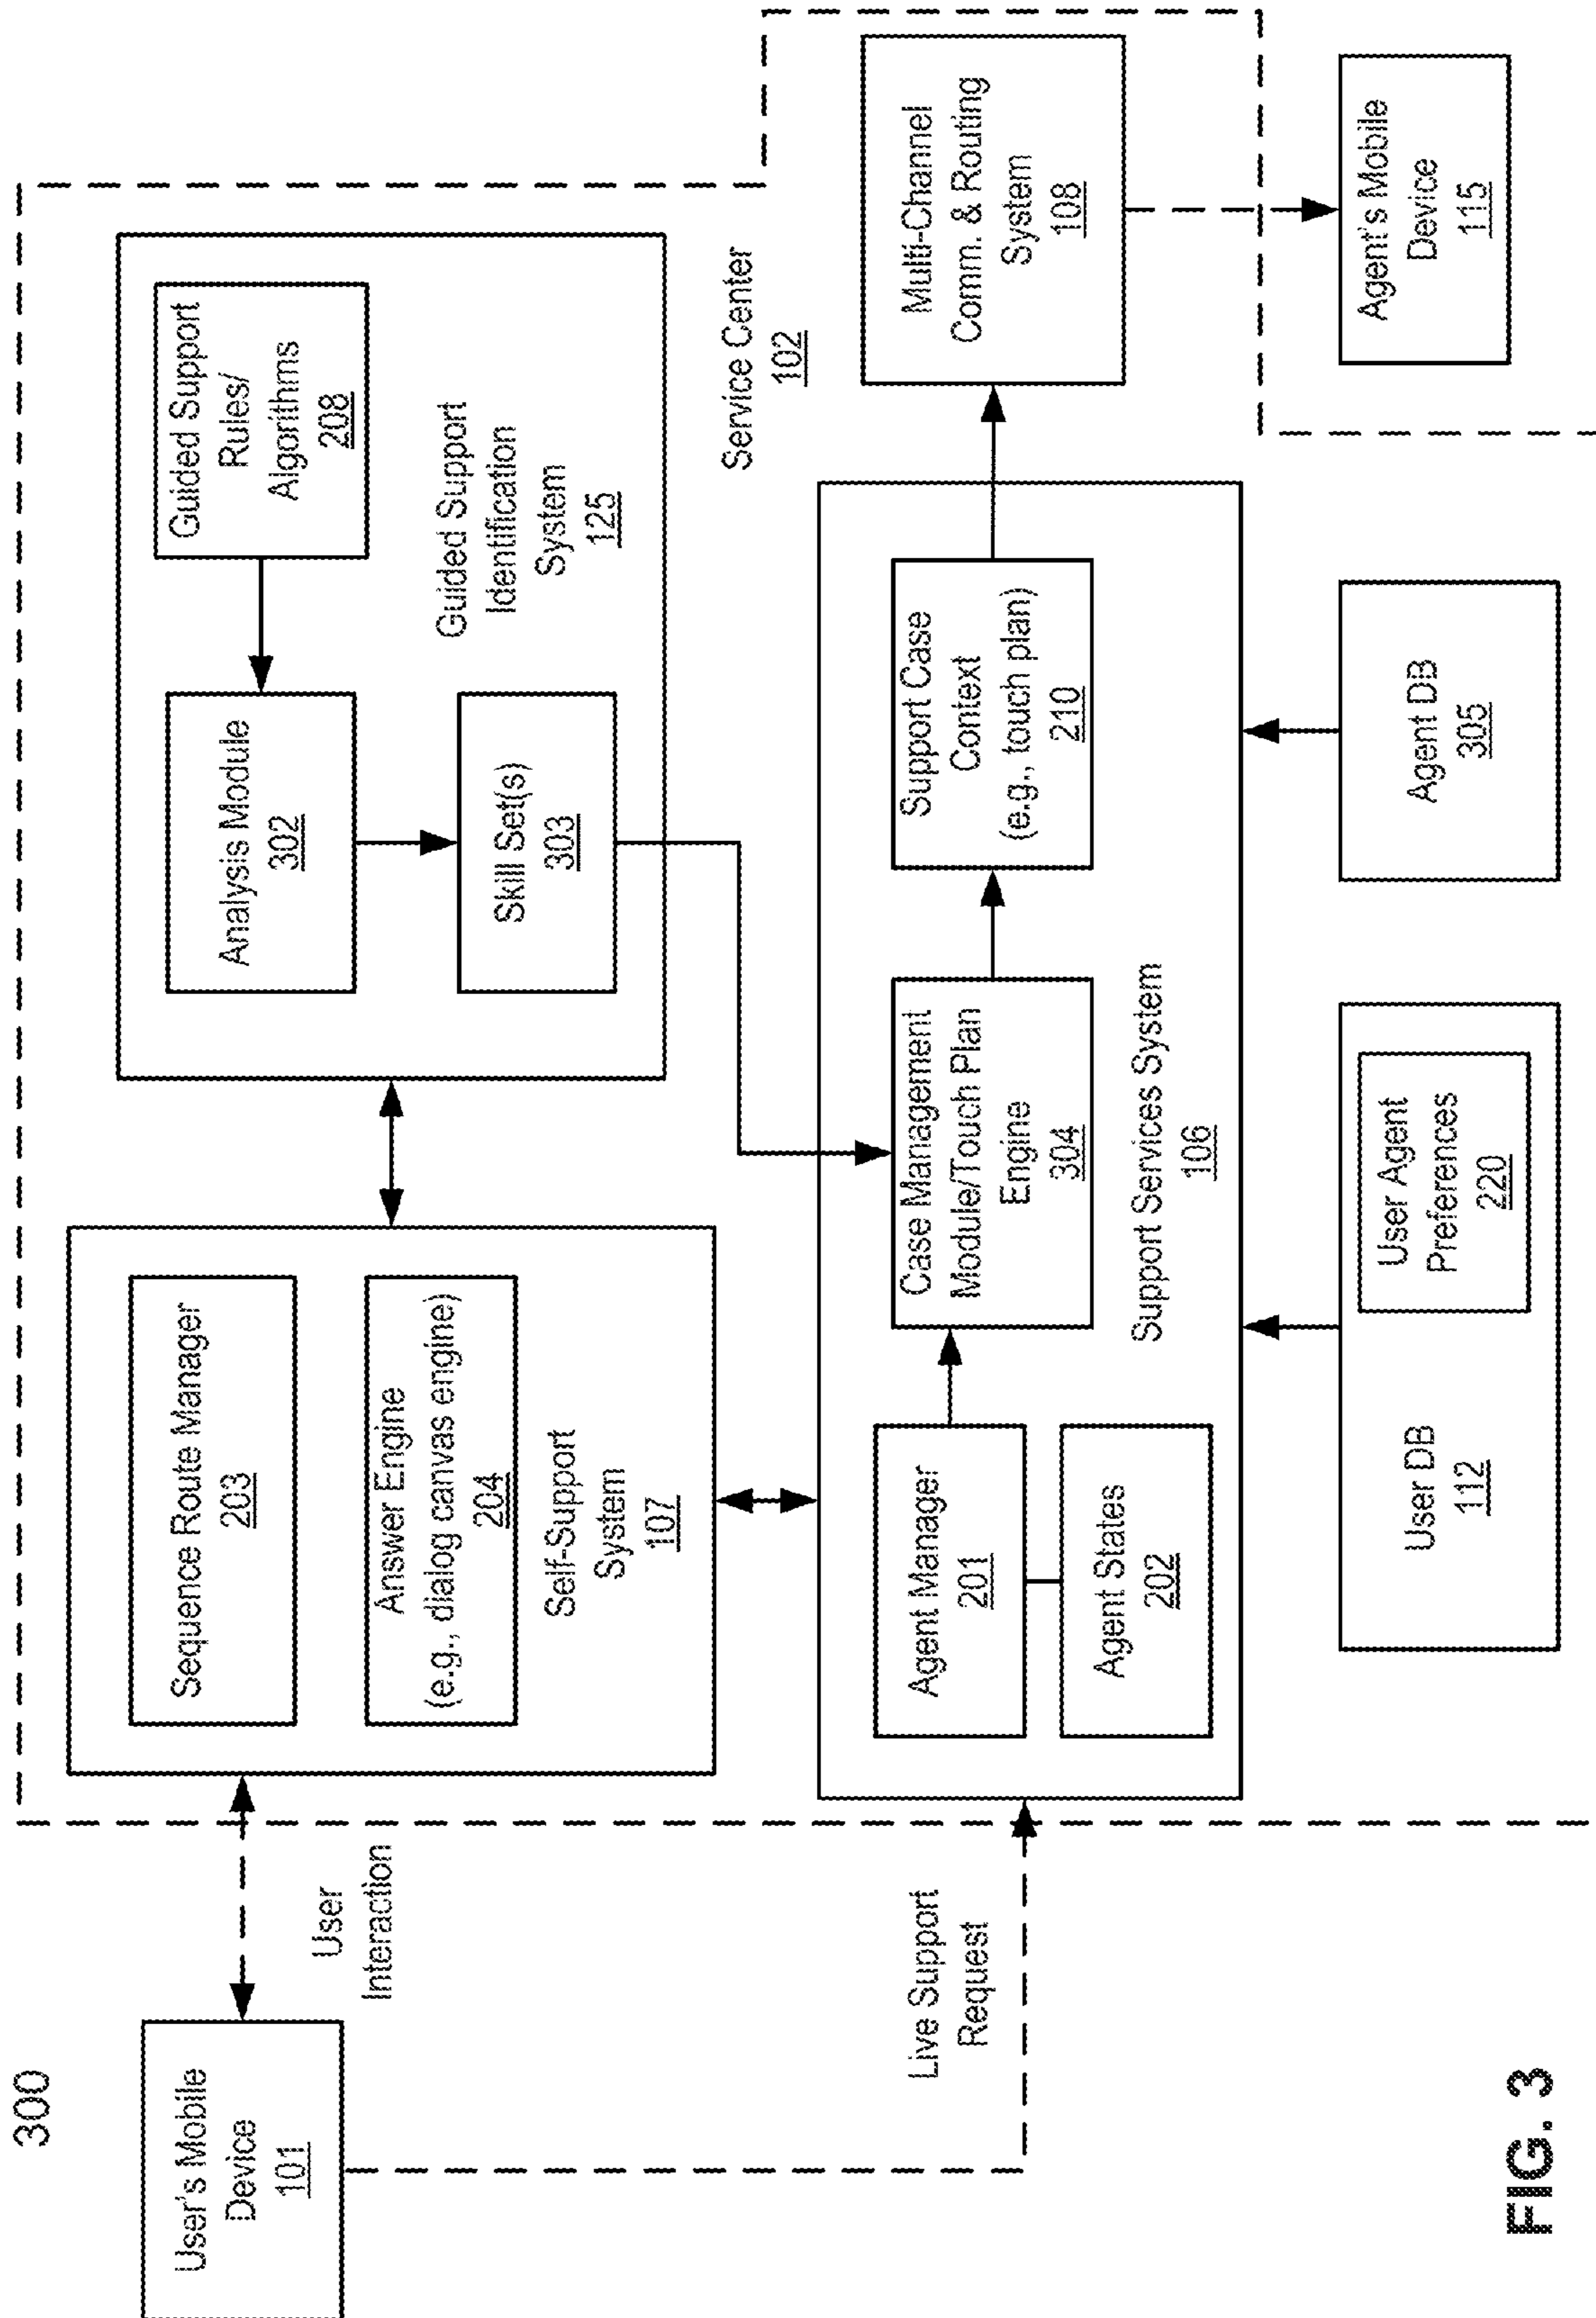 300
User's Mobile
Device
101
User
Interaction
Live Support
Request
Sequence Route Manager
203
Answer Engine
(e.g., dialog canvas engine)
204
Self-Support
System
107
Guided Support
Rules/
Algorithms
208
Analysis Module
302
Skill Set(s)
303
Guided Support
Identification
System
125
Service Center
102
Agent Manager
201
Agent States
202
Case Management
Module/Touch Plan
Engine
304
Support Case
Context
(e.g., touch plan)
210
Support Services System
106
Multi-Channel
Comm. & Routing
System
108
User DB
112
User Agent
Preferences
220
Agent DB
305
Agent's Mobile
Device
115
FIG. 3